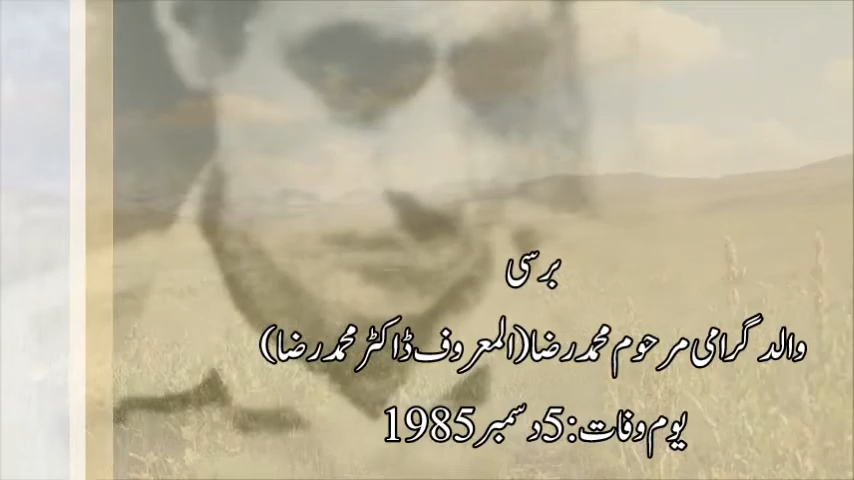 برسی
والد گرامی مرحوم محمد رضا (المعروف ڈاکٹر محمد رضا)
یوم وفات: 5 دسمبر 1985